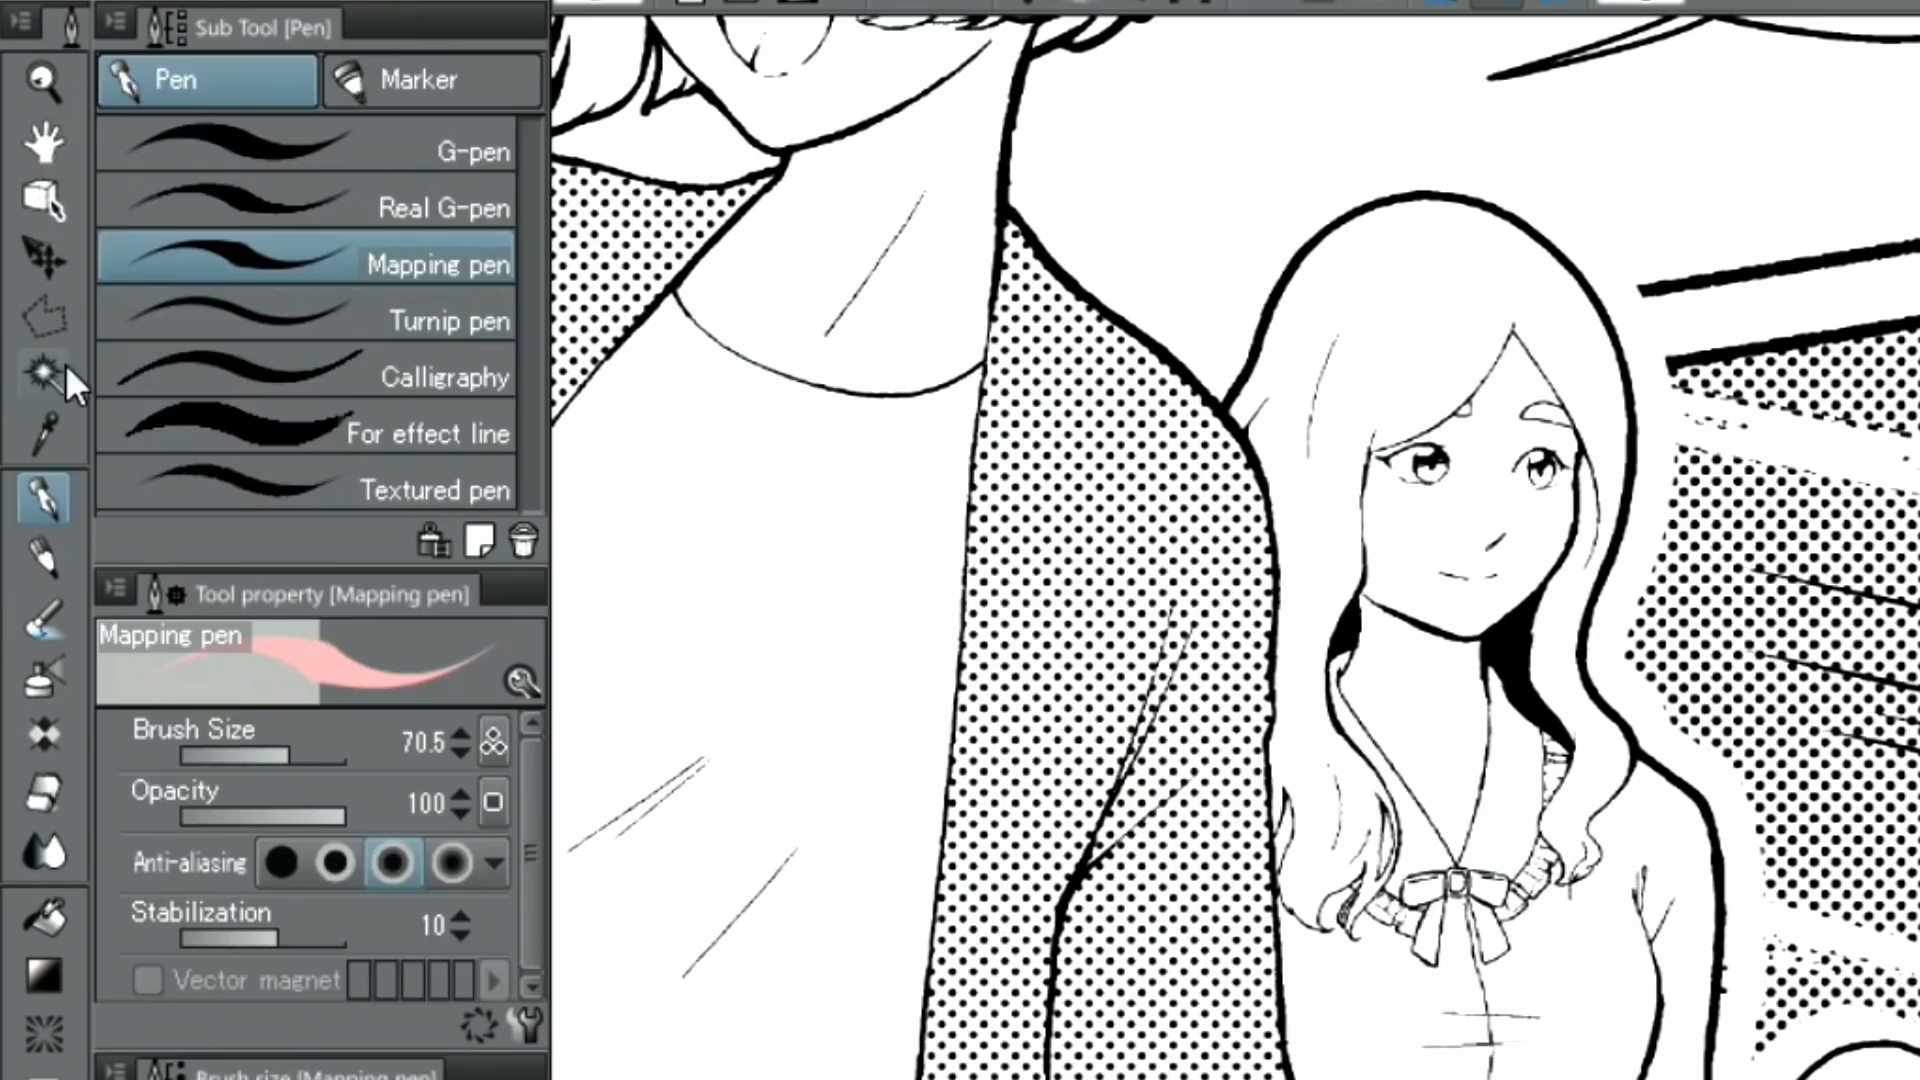 Sub Tool [Pen]
Pen
Marker
G-pen
Real G-pen
Mapping pen
Turnip pen
Calligraphy
For effect line
Textured pen
Tool property [Mapping pen]
Mapping pen
Brush Size 70.5
Opacity 100
Anti-aliasing
Stabilization 10
Vector magnet
Brush size [Mapping pen]